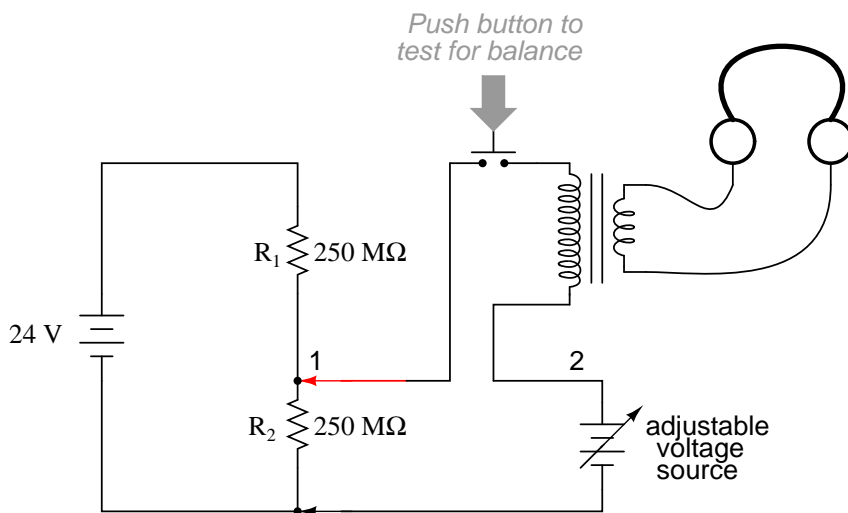 Push button to
test for balance
R1 250 MΩ
24 V
1
2
R2 250 MΩ
adjustable
voltage
source